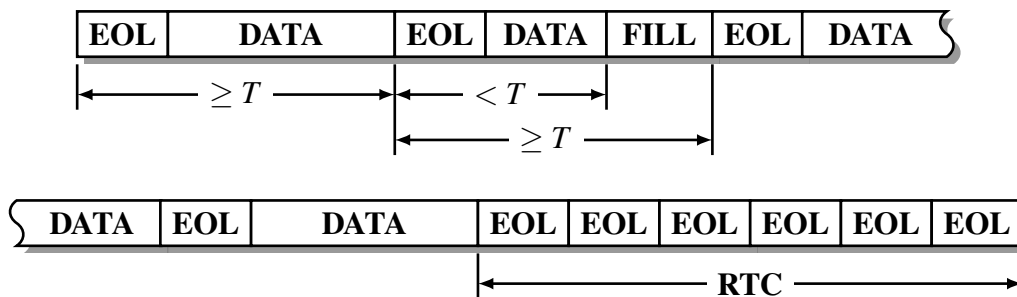 EOL DATA EOL DATA FILL EOL DATA
≥ T < T
≥ T
DATA EOL DATA EOL EOL EOL EOL EOL EOL
RTC